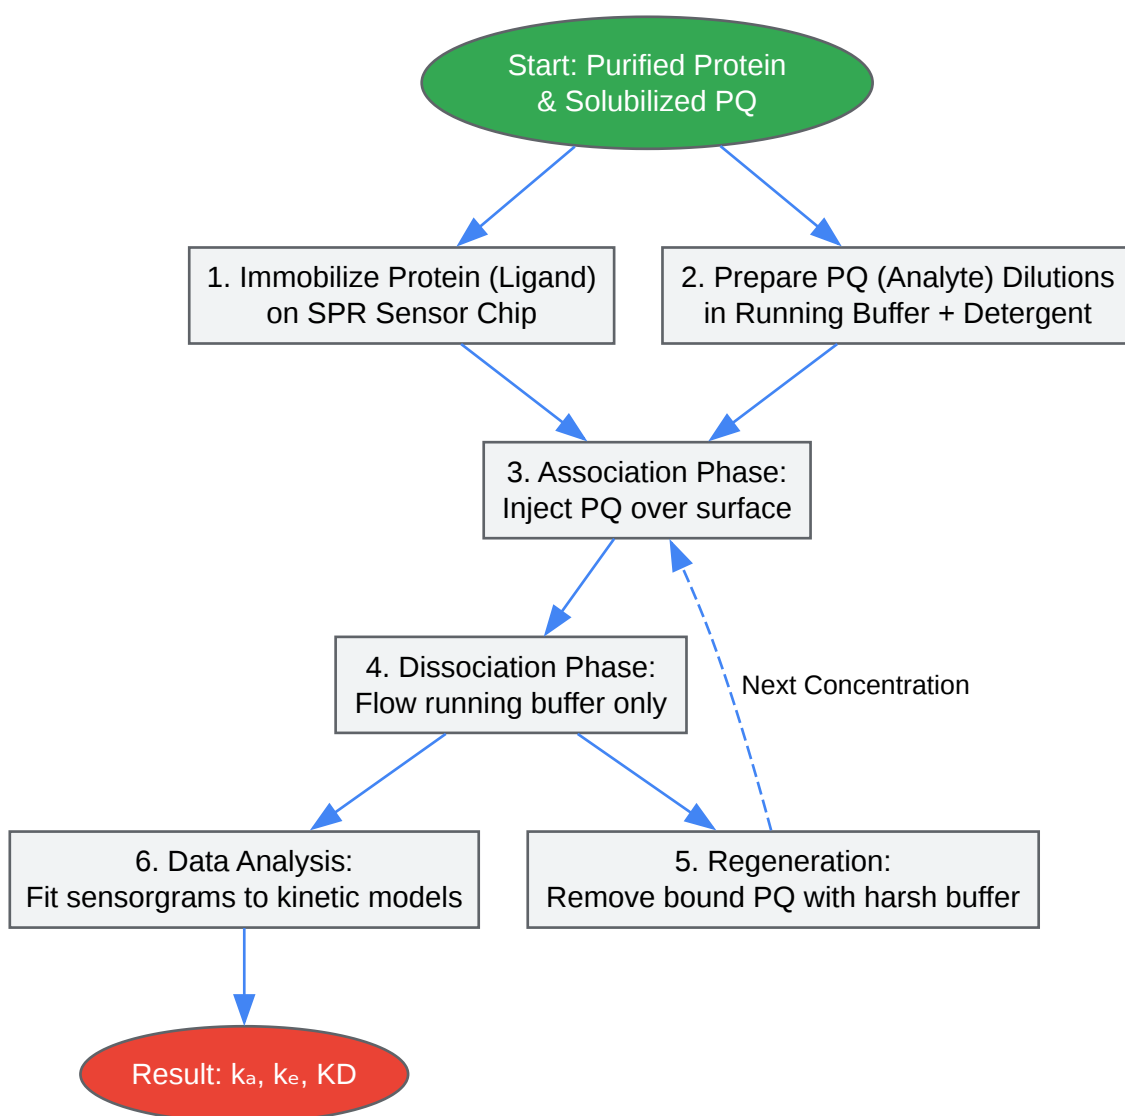 Start: Purified Protein
& Solubilized PQ
1. Immobilize Protein (Ligand)
on SPR Sensor Chip
2. Prepare PQ (Analyte) Dilutions
in Running Buffer + Detergent
3. Association Phase:
Inject PQ over surface
4. Dissociation Phase:
Flow running buffer only
Next Concentration
6. Data Analysis:
Fit sensorgrams to kinetic models
5. Regeneration:
Remove bound PQ with harsh buffer
Result: kₐ, kₑ, KD